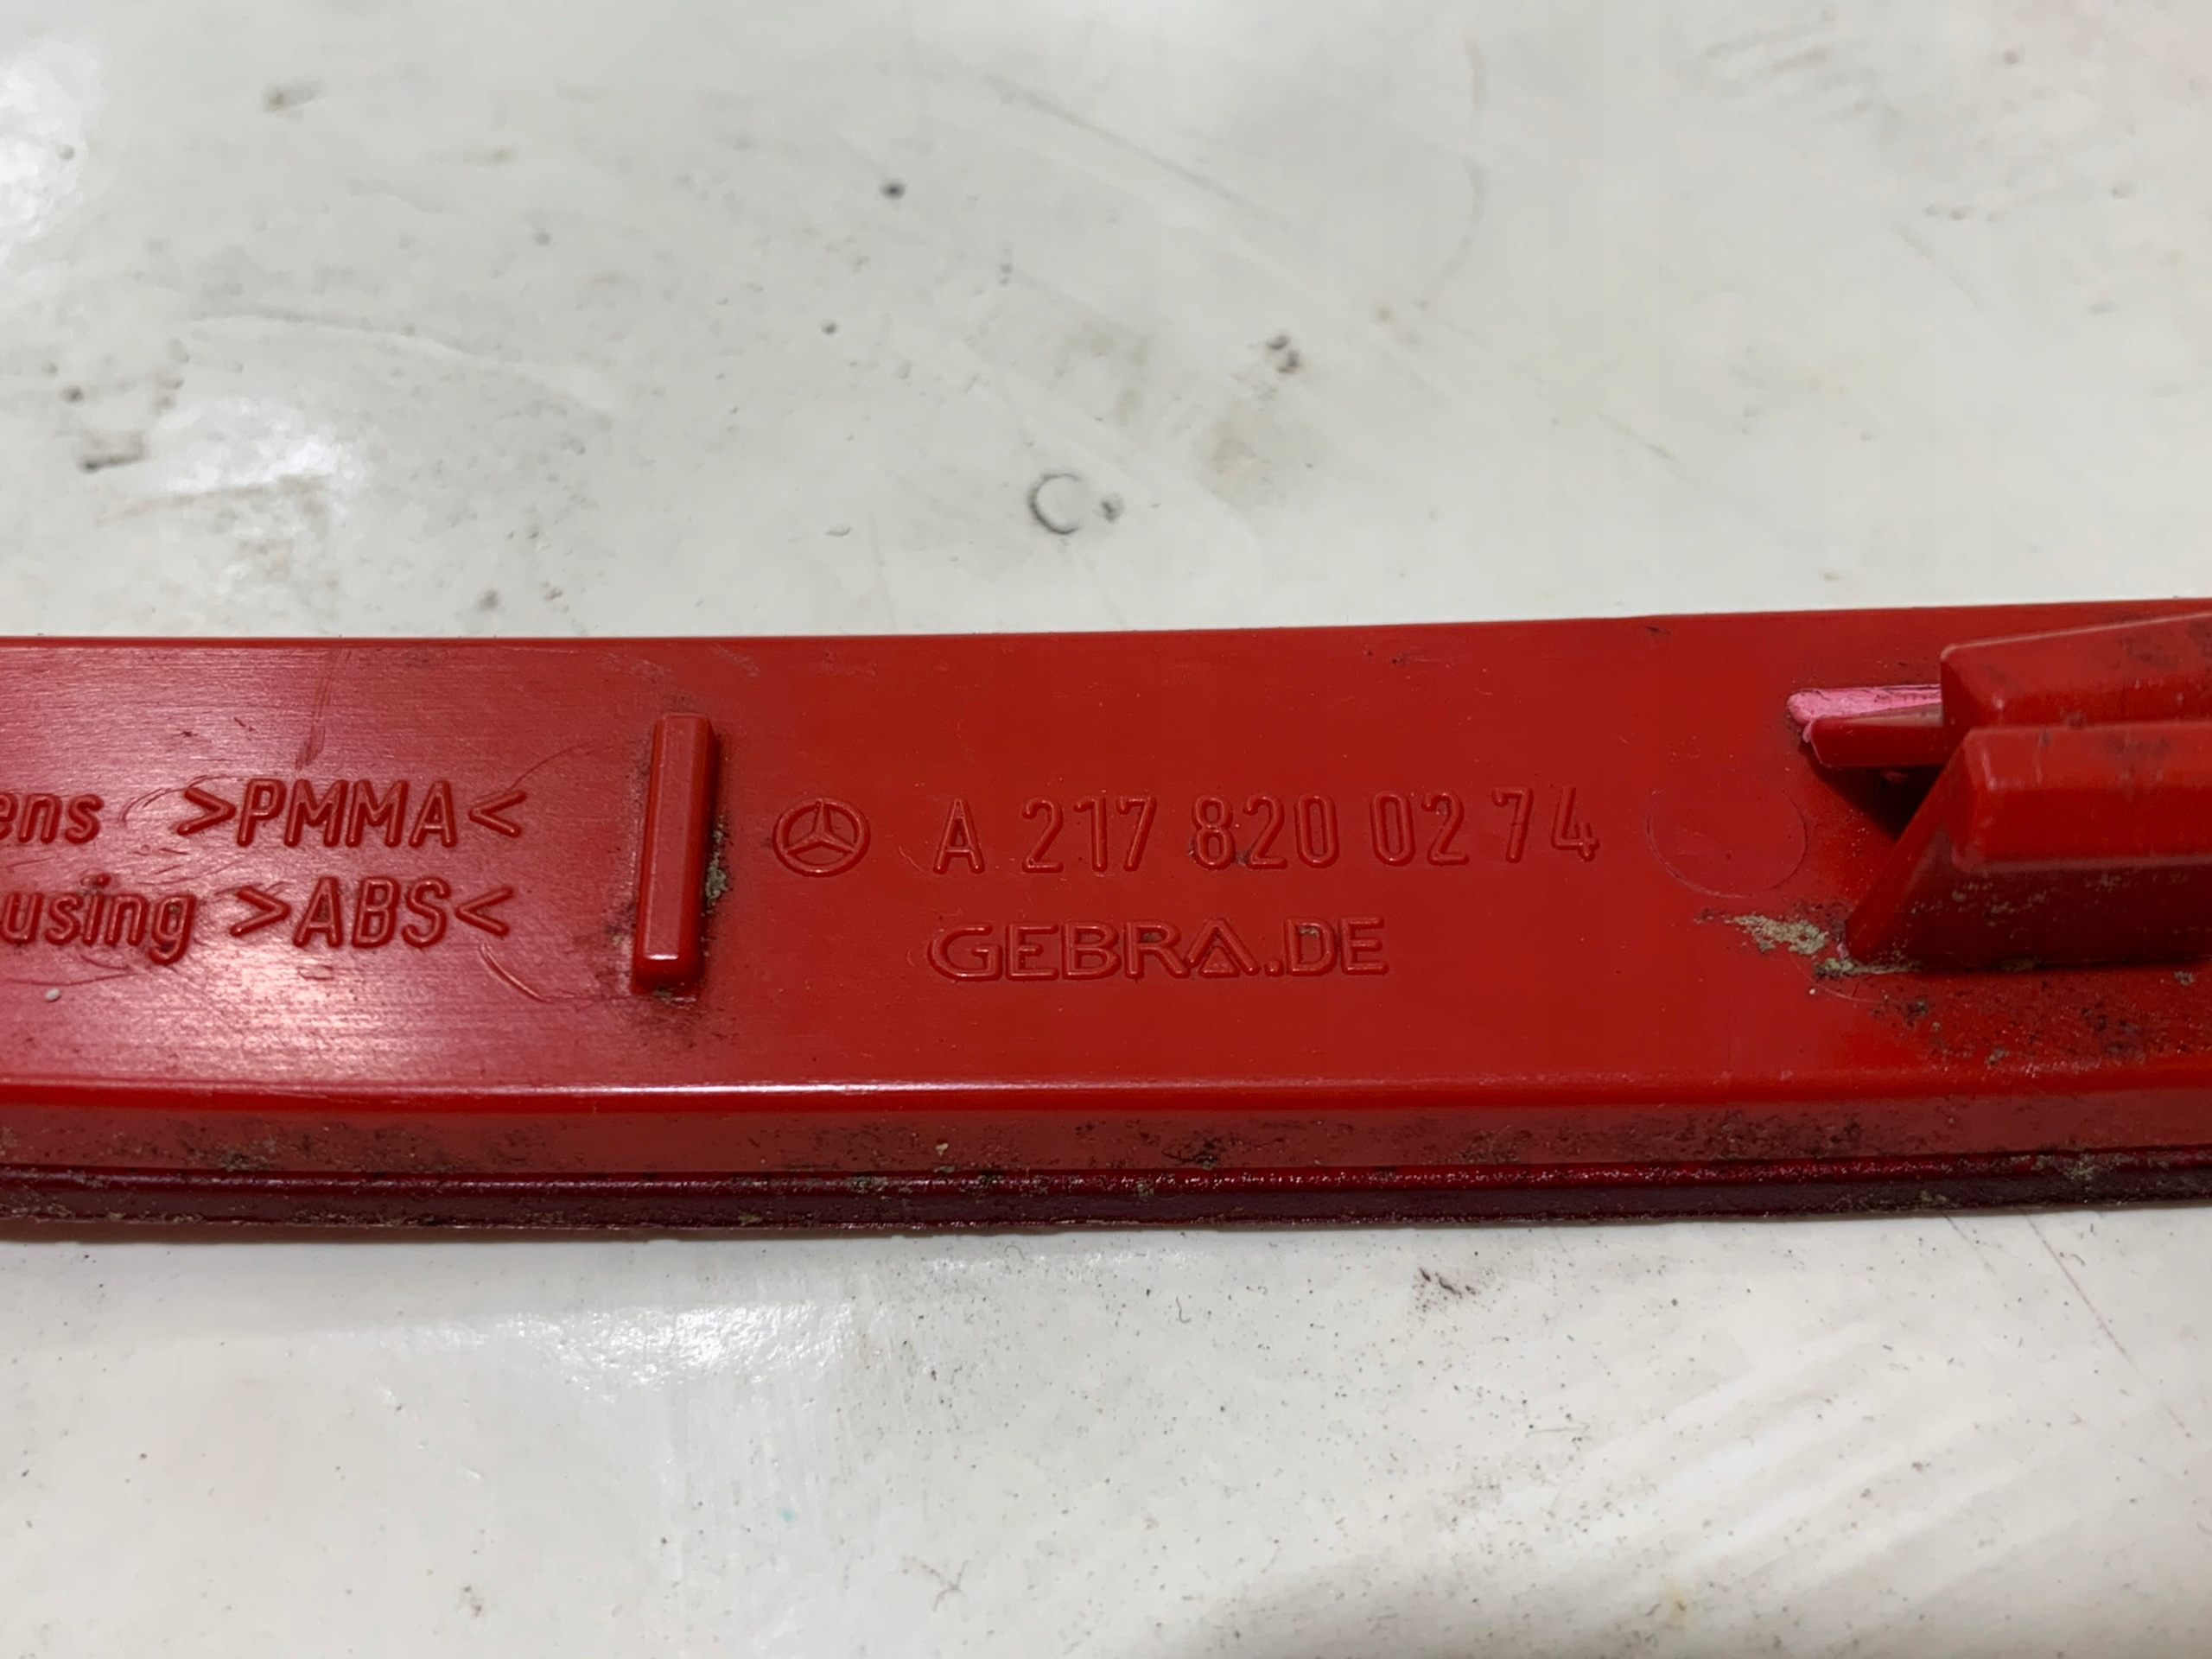 ens >PMMA<
using >ABS<
A 217 820 02 74
GEBRA.DE